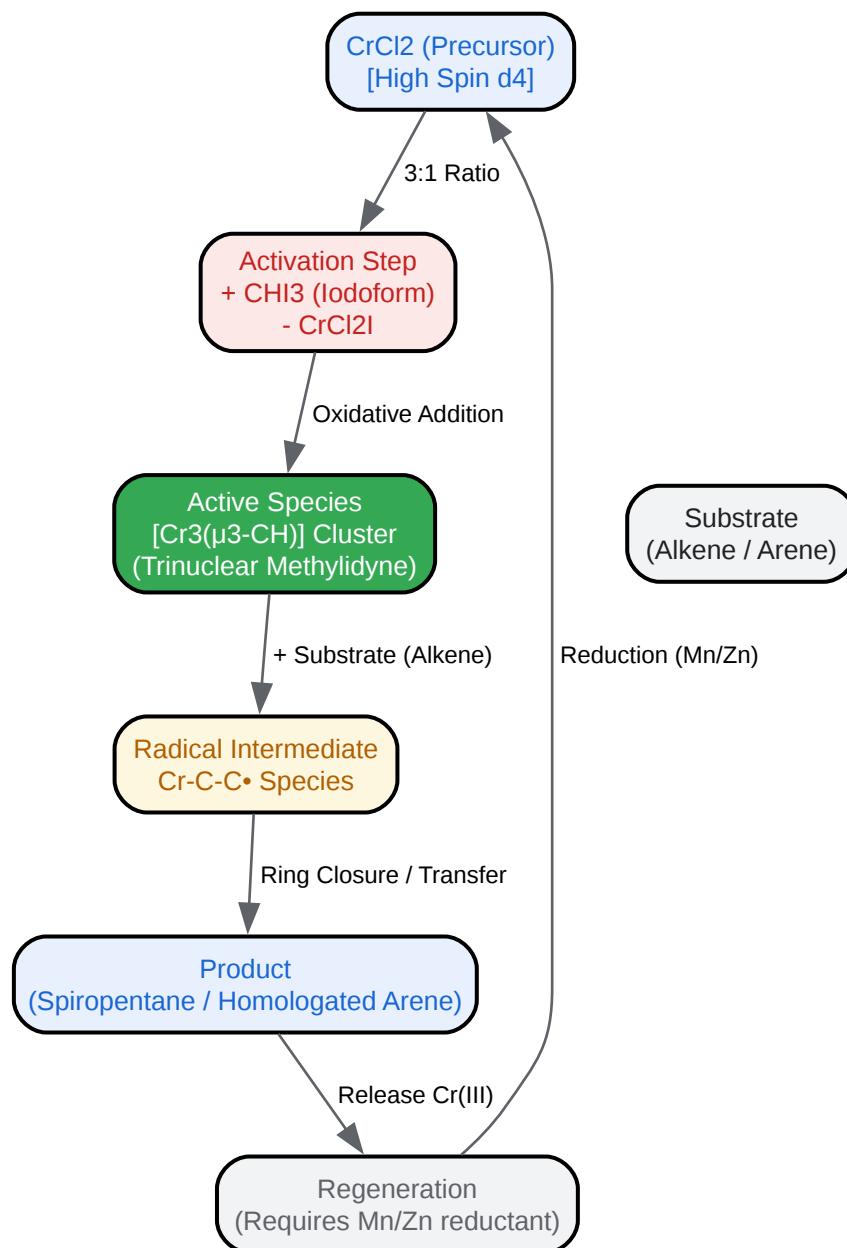 CrCl2 (Precursor)
[High Spin d4]
3:1 Ratio
Activation Step
+ CHI3 (Iodoform)
- CrCl2I
Oxidative Addition
Active Species
[Cr3(μ3-CH)] Cluster
(Trinuclear Methylidyne)
Substrate
(Alkene / Arene)
+ Substrate (Alkene)
Reduction (Mn/Zn)
Radical Intermediate
Cr-C-C• Species
Ring Closure / Transfer
Product
(Spiropentane / Homologated Arene)
Release Cr(III)
Regeneration
(Requires Mn/Zn reductant)